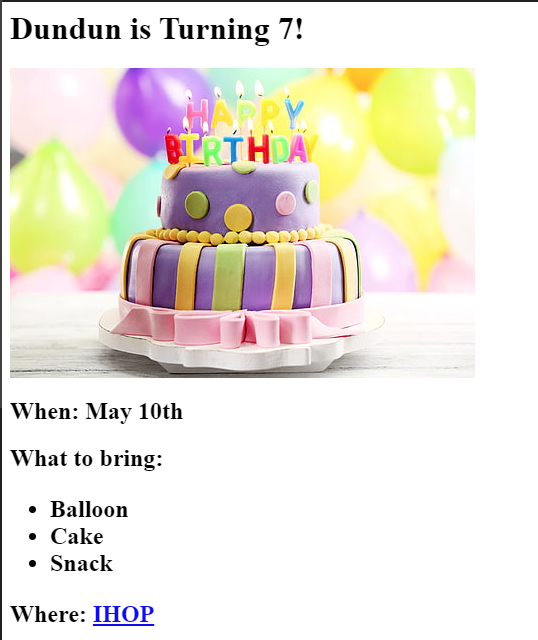 Dundun is Turning 7!
HAPPY
BIRTHDAY
When: May 10th
What to bring:
Balloon
Cake
Snack
Where: IHOP